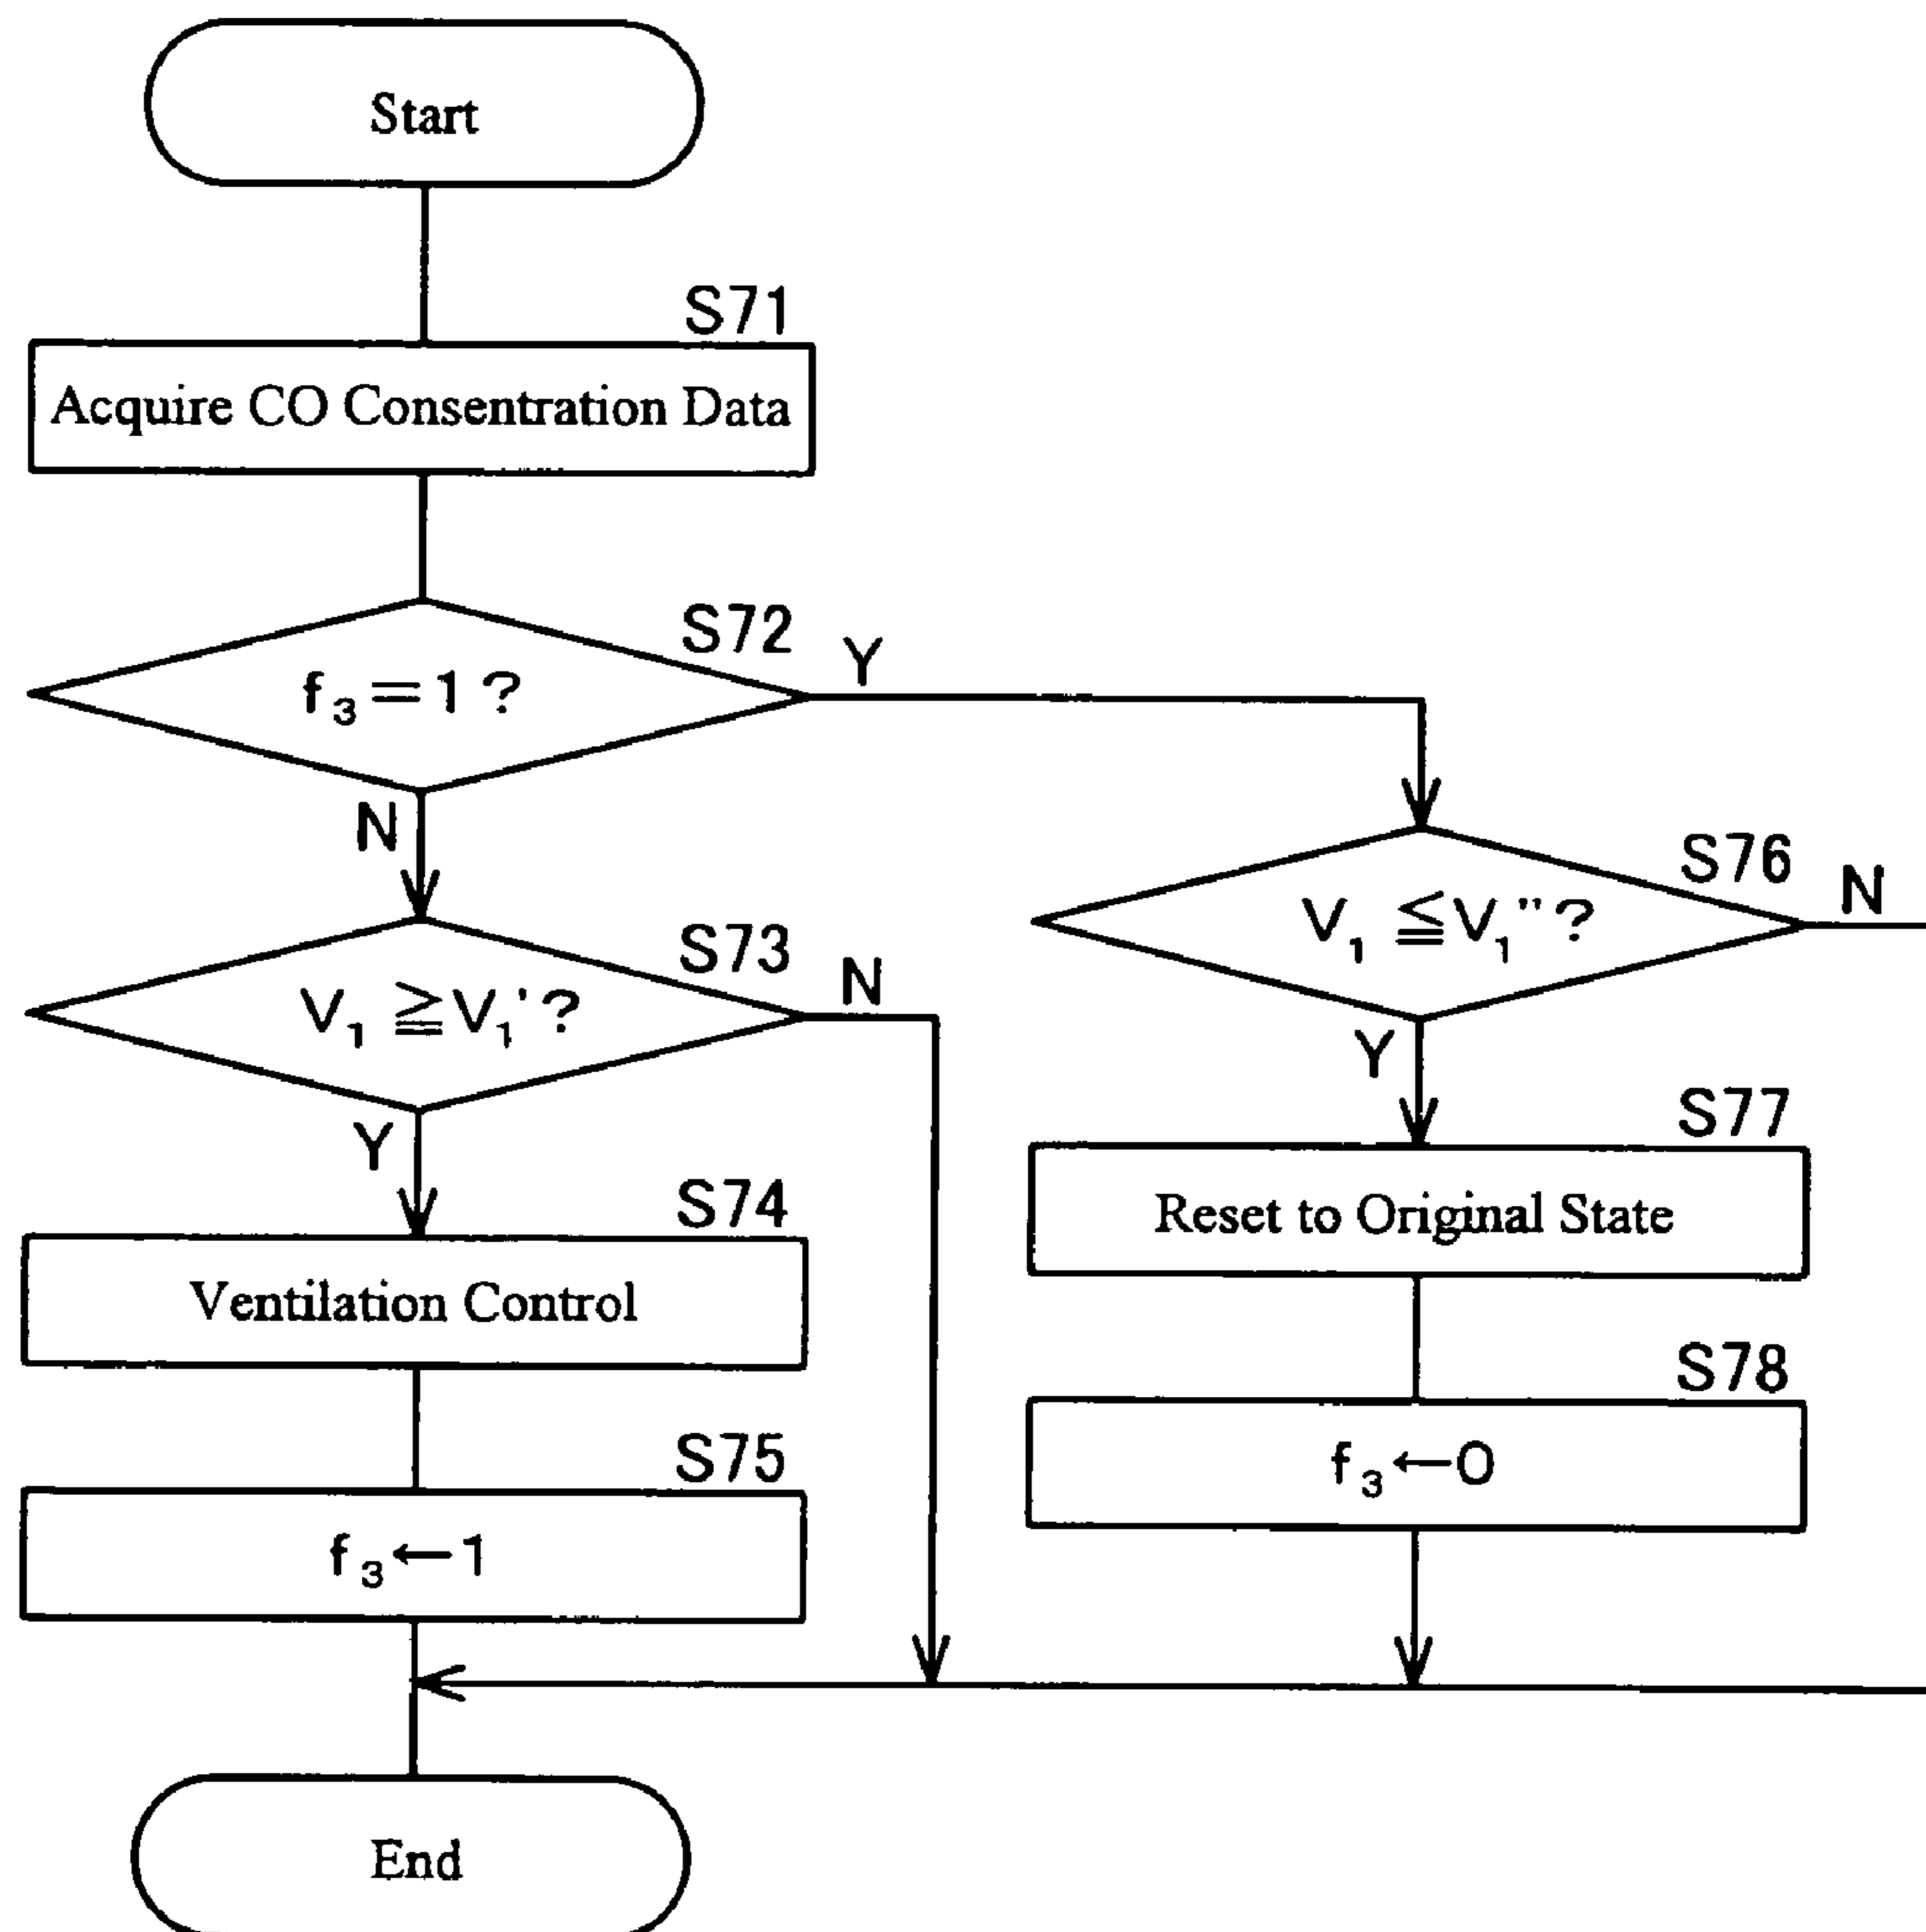 Start
S71
Acquire CO Consentration Data
S72
f₃=1?
Y
N
S73
V₁ ≧V₁'?
N
Y
S74
Ventilation Control
S75
f₃←1
S76
V₁ ≦V₁"?
N
Y
S77
Reset to Original State
S78
f₃←0
End